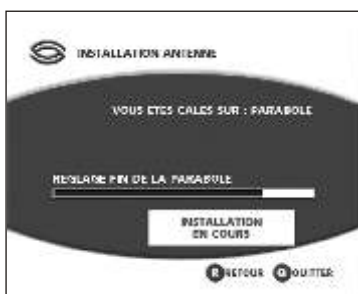 INSTALLATION ANTENNE
VOUS ETES CALES SUR : PARABOLE
REGLAGE FIN DE LA PARABOLE
INSTALLATION
EN COURS
R RETOUR Q QUITTER